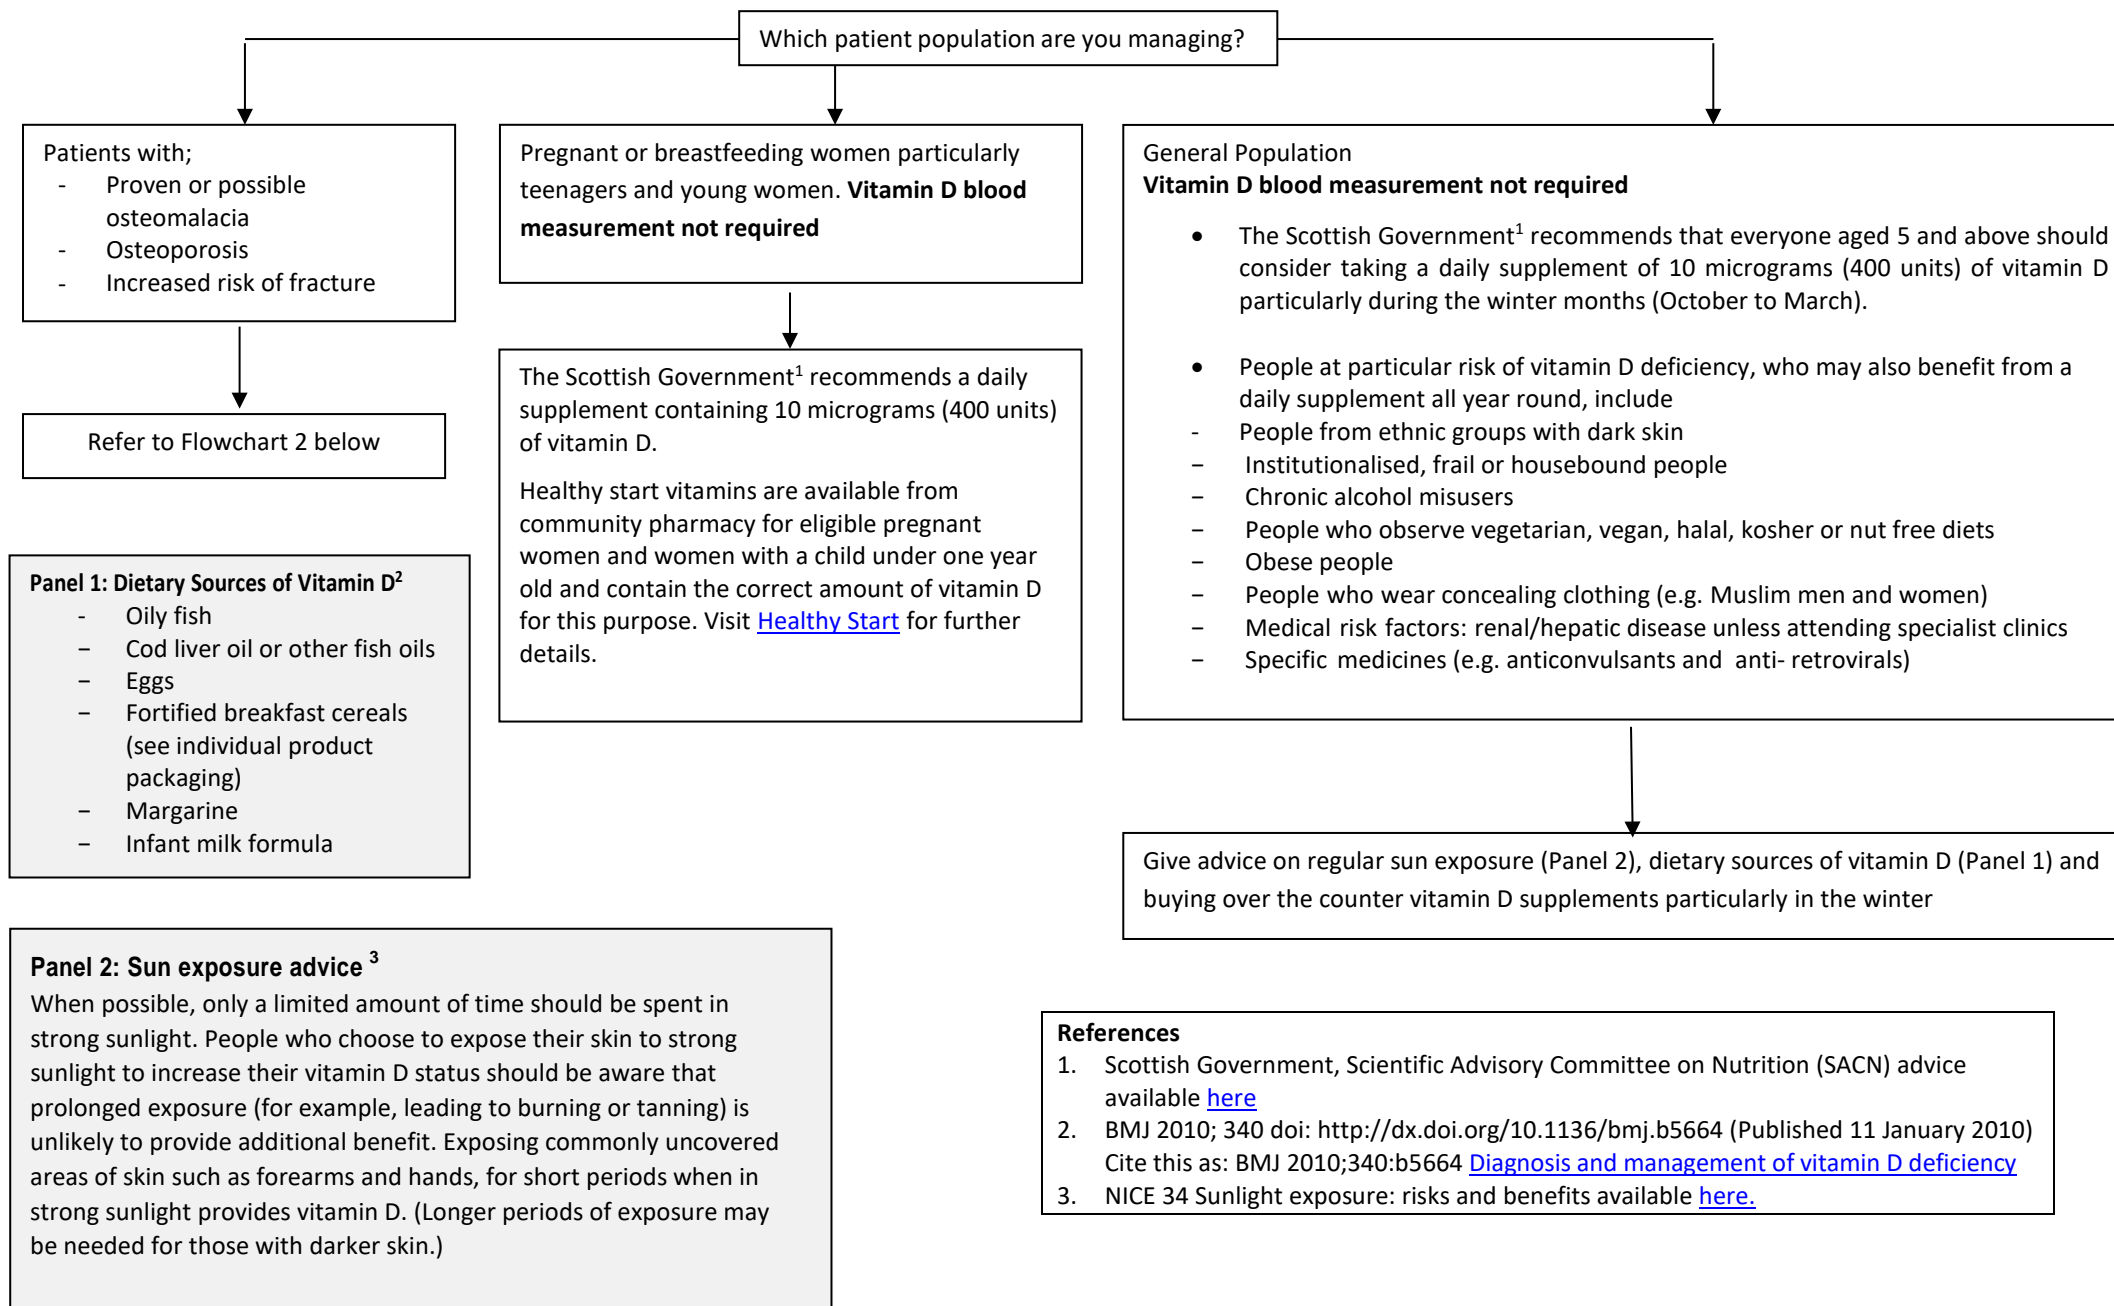 Which patient population are you managing?
Patients with;
- Proven or possible
osteomalacia
- Osteoporosis
- Increased risk of fracture
Refer to Flowchart 2 below
Pregnant or breastfeeding women particularly
teenagers and young women. Vitamin D blood
measurement not required
The Scottish Government1 recommends a daily
supplement containing 10 micrograms (400 units)
of vitamin D.
Healthy start vitamins are available from
community pharmacy for eligible pregnant
women and women with a child under one year
old and contain the correct amount of vitamin D
for this purpose. Visit Healthy Start for further
details.
General Population
Vitamin D blood measurement not required
• The Scottish Government1 recommends that everyone aged 5 and above should
consider taking a daily supplement of 10 micrograms (400 units) of vitamin D
particularly during the winter months (October to March).
• People at particular risk of vitamin D deficiency, who may also benefit from a
daily supplement all year round, include
- People from ethnic groups with dark skin
– Institutionalised, frail or housebound people
– Chronic alcohol misusers
– People who observe vegetarian, vegan, halal, kosher or nut free diets
– Obese people
– People who wear concealing clothing (e.g. Muslim men and women)
– Medical risk factors: renal/hepatic disease unless attending specialist clinics
– Specific medicines (e.g. anticonvulsants and anti- retrovirals)
Give advice on regular sun exposure (Panel 2), dietary sources of vitamin D (Panel 1) and
buying over the counter vitamin D supplements particularly in the winter
Panel 1: Dietary Sources of Vitamin D2
- Oily fish
– Cod liver oil or other fish oils
– Eggs
– Fortified breakfast cereals
(see individual product
packaging)
– Margarine
– Infant milk formula
Panel 2: Sun exposure advice 3
When possible, only a limited amount of time should be spent in
strong sunlight. People who choose to expose their skin to strong
sunlight to increase their vitamin D status should be aware that
prolonged exposure (for example, leading to burning or tanning) is
unlikely to provide additional benefit. Exposing commonly uncovered
areas of skin such as forearms and hands, for short periods when in
strong sunlight provides vitamin D. (Longer periods of exposure may
be needed for those with darker skin.)
References
1. Scottish Government, Scientific Advisory Committee on Nutrition (SACN) advice
available here
2. BMJ 2010; 340 doi: http://dx.doi.org/10.1136/bmj.b5664 (Published 11 January 2010)
Cite this as: BMJ 2010;340:b5664 Diagnosis and management of vitamin D deficiency
3. NICE 34 Sunlight exposure: risks and benefits available here.